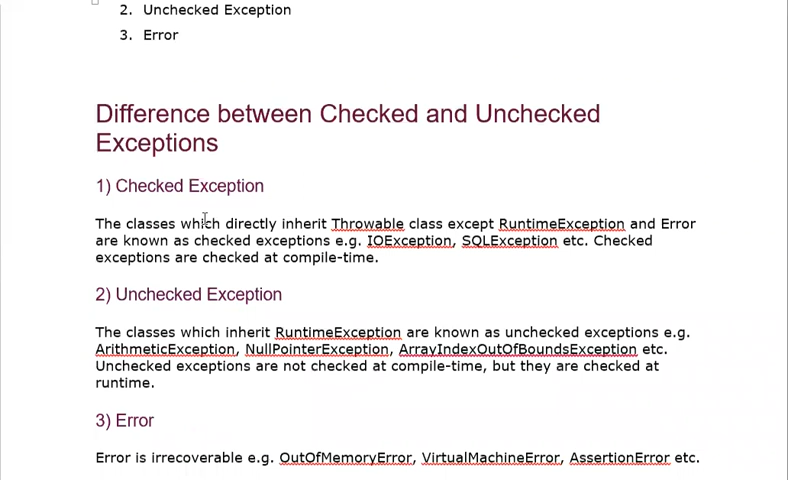 2. Unchecked Exception
3. Error
Difference between Checked and Unchecked
Exceptions
1) Checked Exception
The classes which directly inherit Throwable class except RuntimeException and Error
are known as checked exceptions e.g. IOException, SQLException etc. Checked
exceptions are checked at compile-time.
2) Unchecked Exception
The classes which inherit RuntimeException are known as unchecked exceptions e.g.
ArithmeticException, NullPointerException, ArrayIndexOutOfBoundsException etc.
Unchecked exceptions are not checked at compile-time, but they are checked at
runtime.
3) Error
Error is irrecoverable e.g. OutOfMemoryError, VirtualMachineError, AssertionError etc.